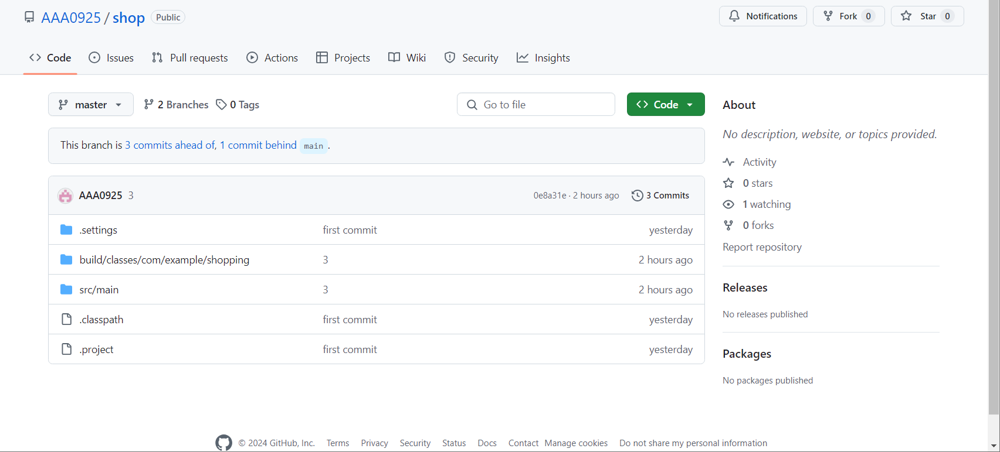 AAA0925 / shop Public Notifications Fork 0 Star 0
Code Issues Pull requests Actions Projects Wiki Security Insights
master 2 Branches 0 Tags Go to file Code
This branch is 3 commits ahead of, 1 commit behind main .
AAA0925 3 0e8a31e · 2 hours ago 3 Commits
.settings first commit yesterday
build/classes/com/example/shopping 3 2 hours ago
src/main 3 2 hours ago
.classpath first commit yesterday
.project first commit yesterday
About
No description, website, or topics provided.
Activity
0 stars
1 watching
0 forks
Report repository
Releases
No releases published
Packages
No packages published
© 2024 GitHub, Inc. Terms Privacy Security Status Docs Contact Manage cookies Do not share my personal information